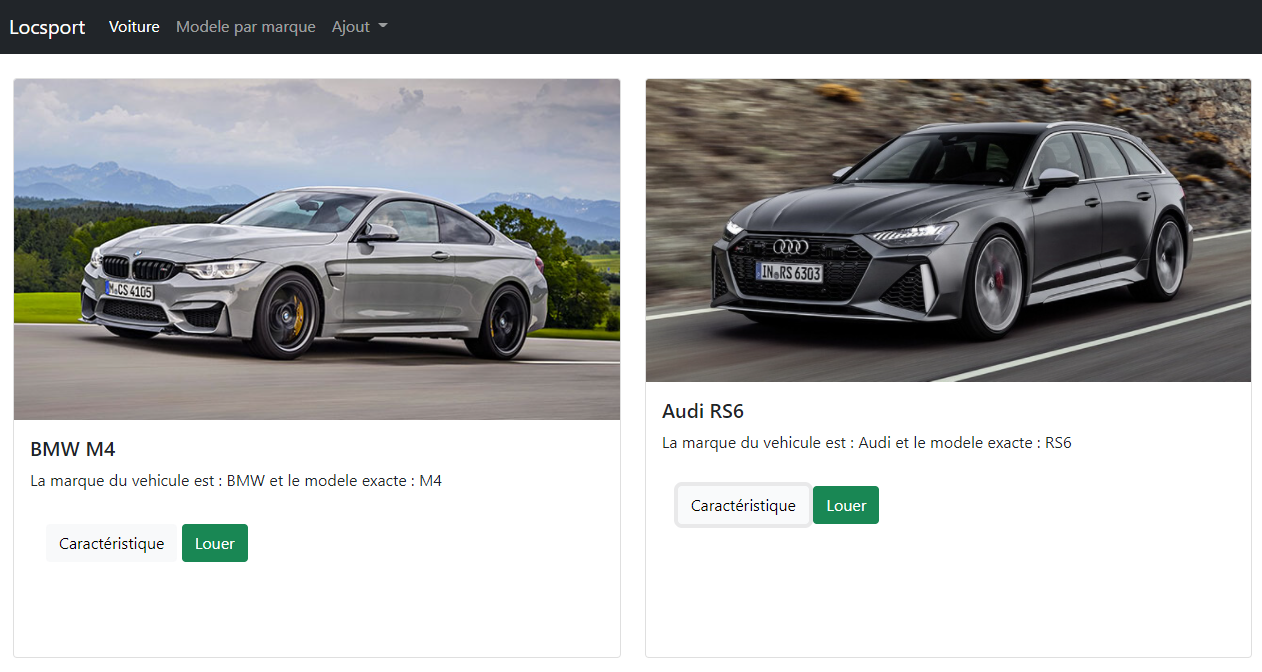 Locsport Voiture Modele par marque Ajout
M CS 4105
IN RS 6303
BMW M4
La marque du vehicule est : BMW et le modele exacte : M4
Caractéristique Louer
Audi RS6
La marque du vehicule est : Audi et le modele exacte : RS6
Caractéristique Louer